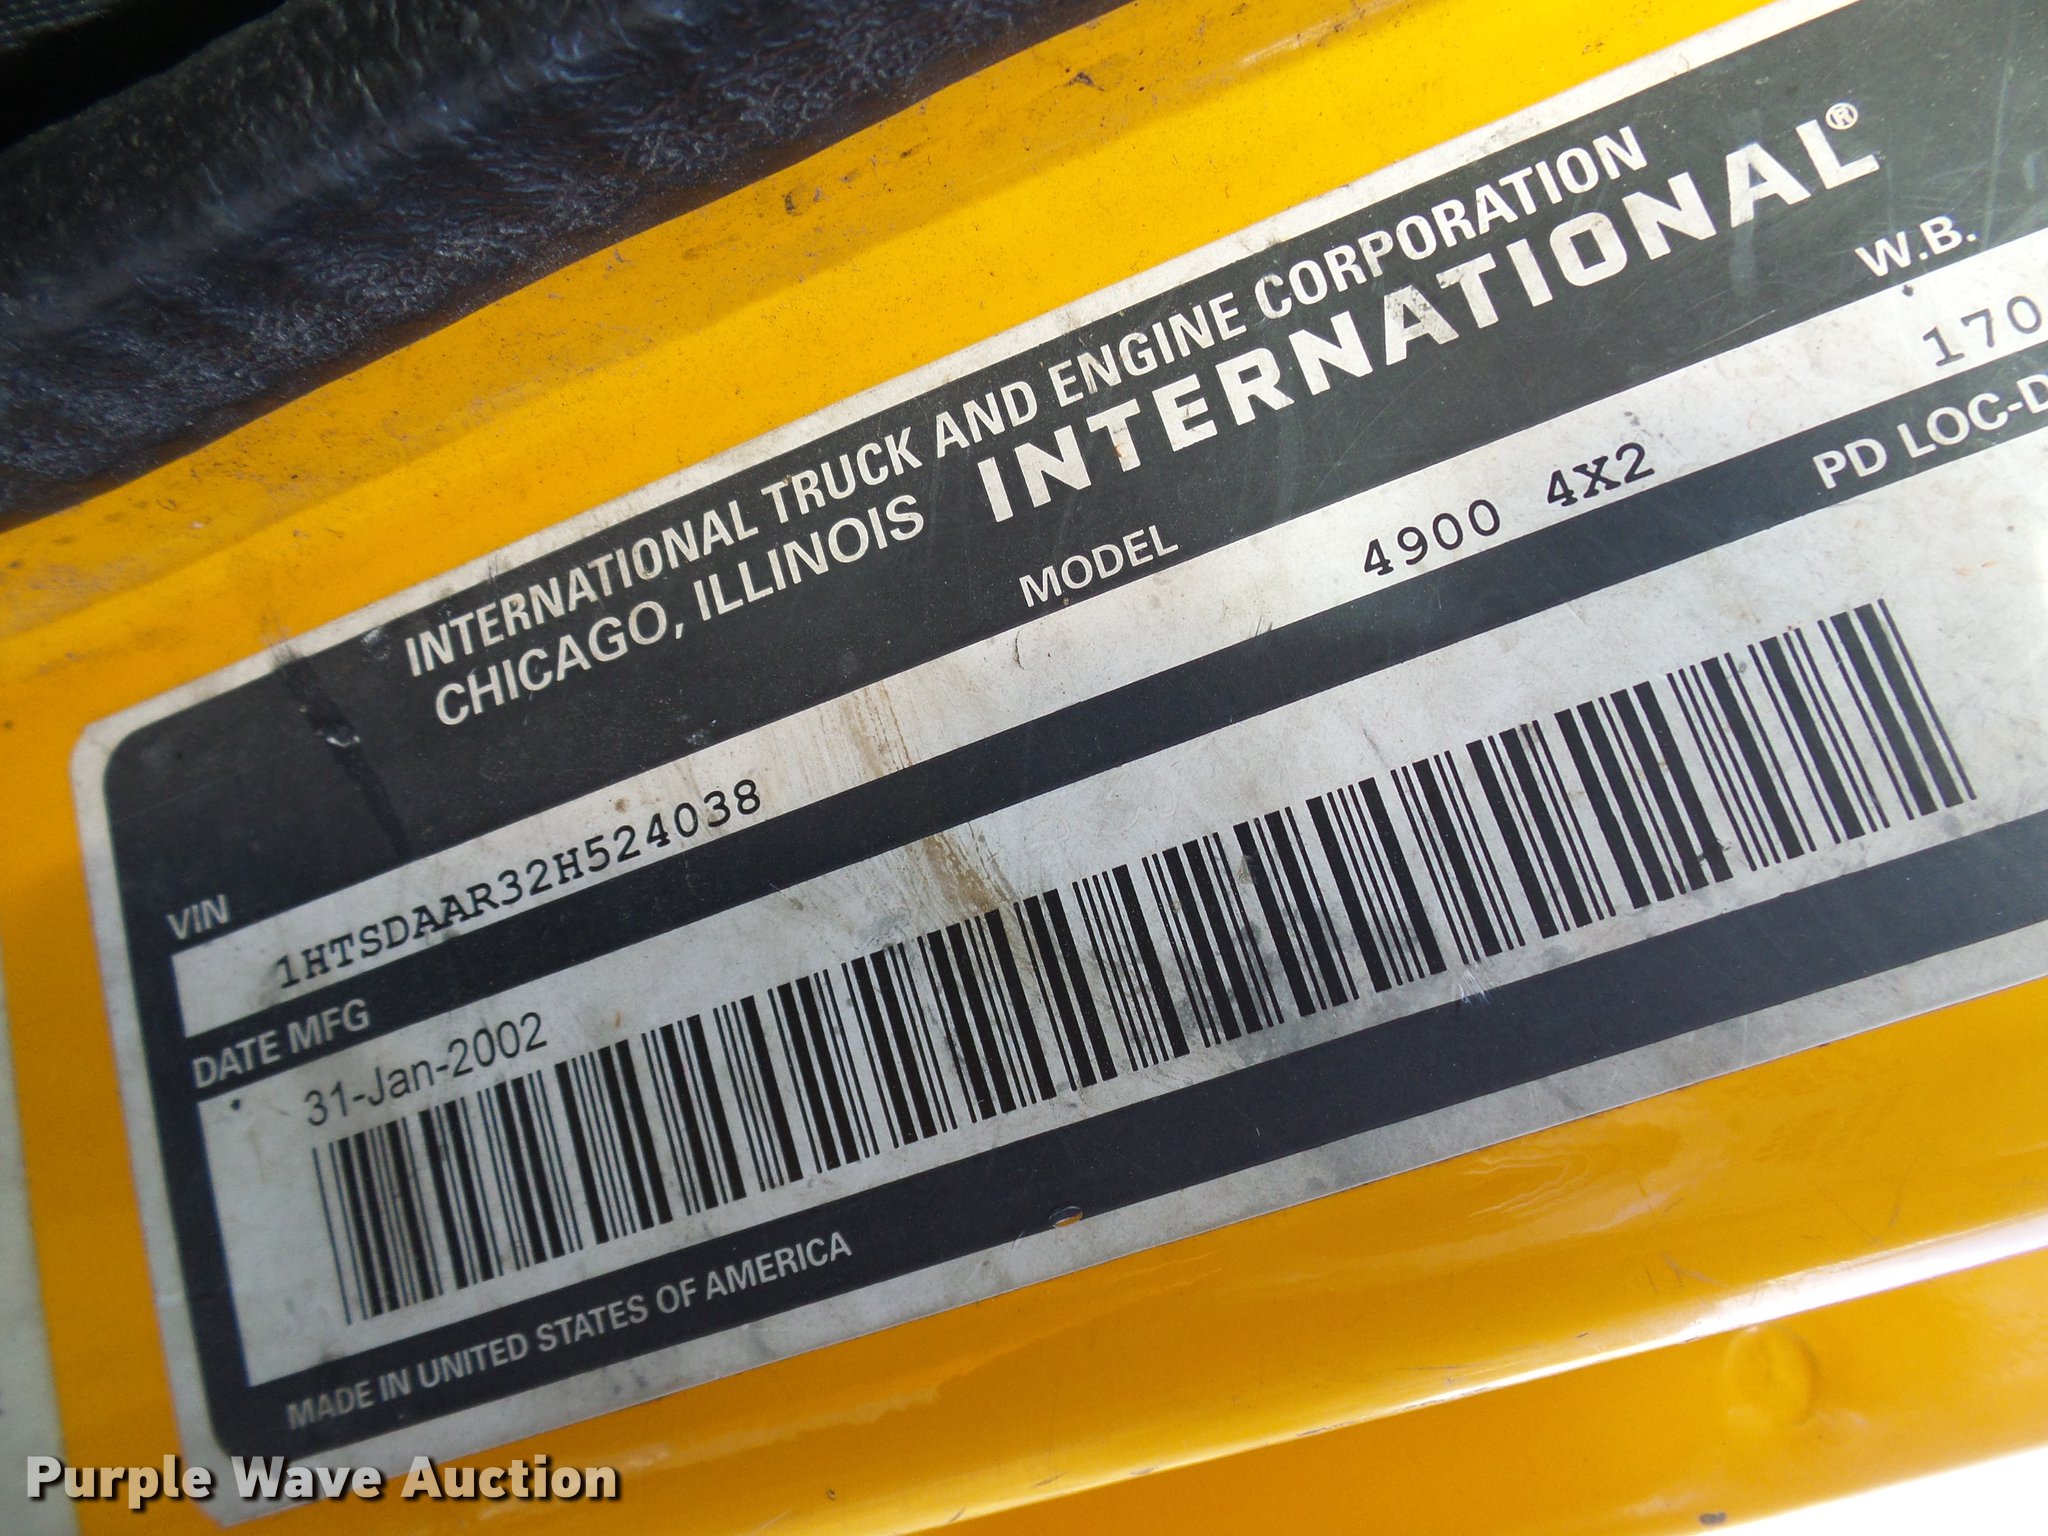 INTERNATIONAL TRUCK AND ENGINE CORPORATION
CHICAGO, ILLINOIS INTERNATIONAL®
VIN MODEL W.B.
1HTSDAAR32H524038 4900 4X2 170
DATE MFG PD LOC-D
31-Jan-2002
MADE IN UNITED STATES OF AMERICA
Purple Wave Auction